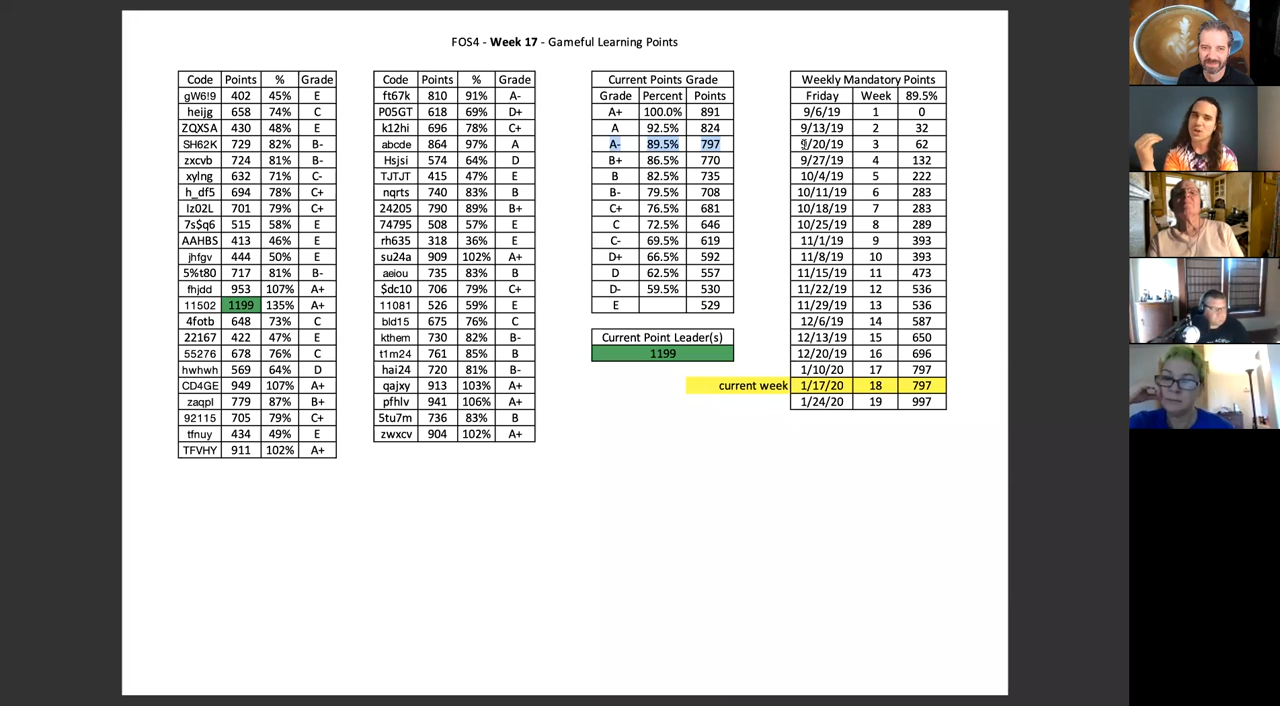 FOS4 - Week 17 - Gameful Learning Points
Code Points % Grade
gW6!9 402 45% E
heijg 658 74% C
ZQXSA 430 48% E
SH62K 729 82% B-
zxcvb 724 81% B-
xylng 632 71% C-
h_df5 694 78% C+
lz02L 701 79% C+
7s$q6 515 58% E
AAHBS 413 46% E
jhfgv 444 50% E
5%t80 717 81% B-
fhjdd 953 107% A+
11502 1199 135% A+
4fotb 648 73% C
22167 422 47% E
55276 678 76% C
hwhwh 569 64% D
CD4GE 949 107% A+
zaqpl 779 87% B+
92115 705 79% C+
tfnuy 434 49% E
TFVHY 911 102% A+
Code Points % Grade
ft67k 810 91% A-
P05GT 618 69% D+
k12hi 696 78% C+
abcde 864 97% A
Hsjsi 574 64% D
TJTJT 415 47% E
nqrts 740 83% B
24205 790 89% B+
74795 508 57% E
rh635 318 36% E
su24a 909 102% A+
aeiou 735 83% B
$dc10 706 79% C+
11081 526 59% E
bld15 675 76% C
kthem 730 82% B-
t1m24 761 85% B
hai24 720 81% B-
qajxy 913 103% A+
pfhlv 941 106% A+
5tu7m 736 83% B
zwxcv 904 102% A+
Current Points Grade
Grade Percent Points
A+ 100.0% 891
A 92.5% 824
A- 89.5% 797
B+ 86.5% 770
B 82.5% 735
B- 79.5% 708
C+ 76.5% 681
C 72.5% 646
C- 69.5% 619
D+ 66.5% 592
D 62.5% 557
D- 59.5% 530
E 529
Current Point Leader(s)
1199
Weekly Mandatory Points
Friday Week 89.5%
9/6/19 1 0
9/13/19 2 32
9/20/19 3 62
9/27/19 4 132
10/4/19 5 222
10/11/19 6 283
10/18/19 7 283
10/25/19 8 289
11/1/19 9 393
11/8/19 10 393
11/15/19 11 473
11/22/19 12 536
11/29/19 13 536
12/6/19 14 587
12/13/19 15 650
12/20/19 16 696
1/10/20 17 797
current week 1/17/20 18 797
1/24/20 19 997